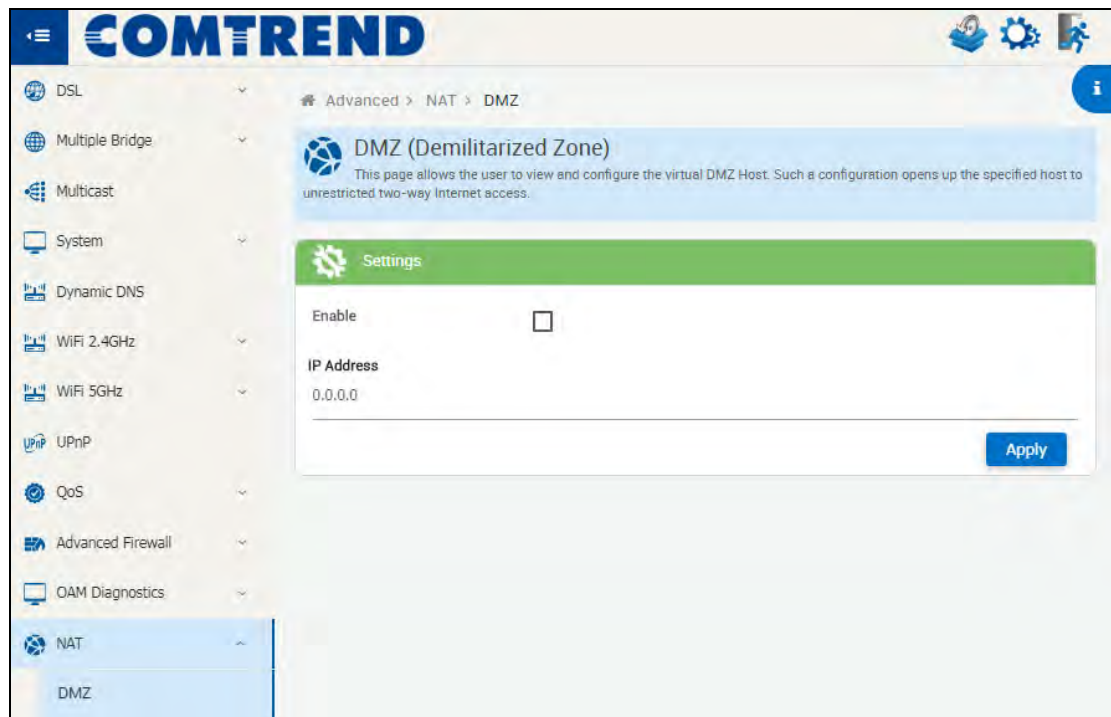 COMTREND
DSL
Multiple Bridge
Multicast
System
Dynamic DNS
WiFi 2.4GHz
WiFi 5GHz
UPnP UPnP
QoS
Advanced Firewall
OAM Diagnostics
NAT
DMZ
i
Advanced > NAT > DMZ
DMZ (Demilitarized Zone)
This page allows the user to view and configure the virtual DMZ Host. Such a configuration opens up the specified host to
unrestricted two-way Internet access.
Settings
Enable
IP Address
0.0.0.0
Apply